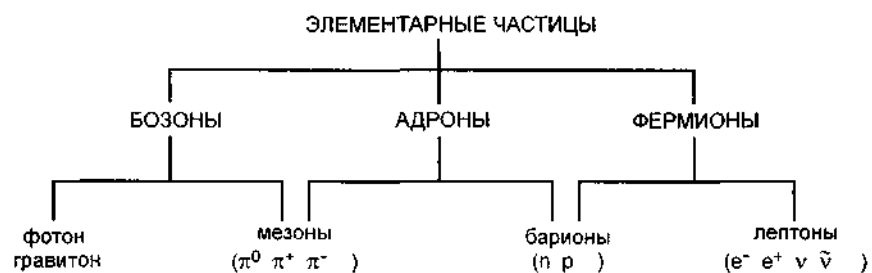 ЭЛЕМЕНТАРНЫЕ ЧАСТИЦЫ
БОЗОНЫ АДРОНЫ ФЕРМИОНЫ
фотон мезоны барионы лептоны
гравитон (π⁰ π⁺ π⁻ ) (n p ) (e⁻ e⁺ ν ν̃ )